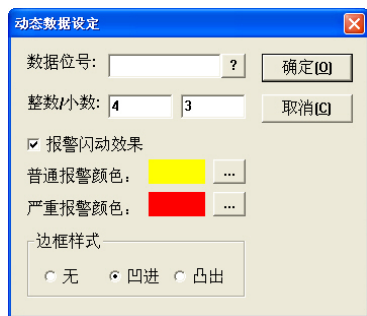 动态数据设定
数据位号: ? 确定[O]
整数/小数: 4 3 取消[C]
报警闪动效果
普通报警颜色: ...
严重报警颜色: ...
边框样式
无 凹进 凸出